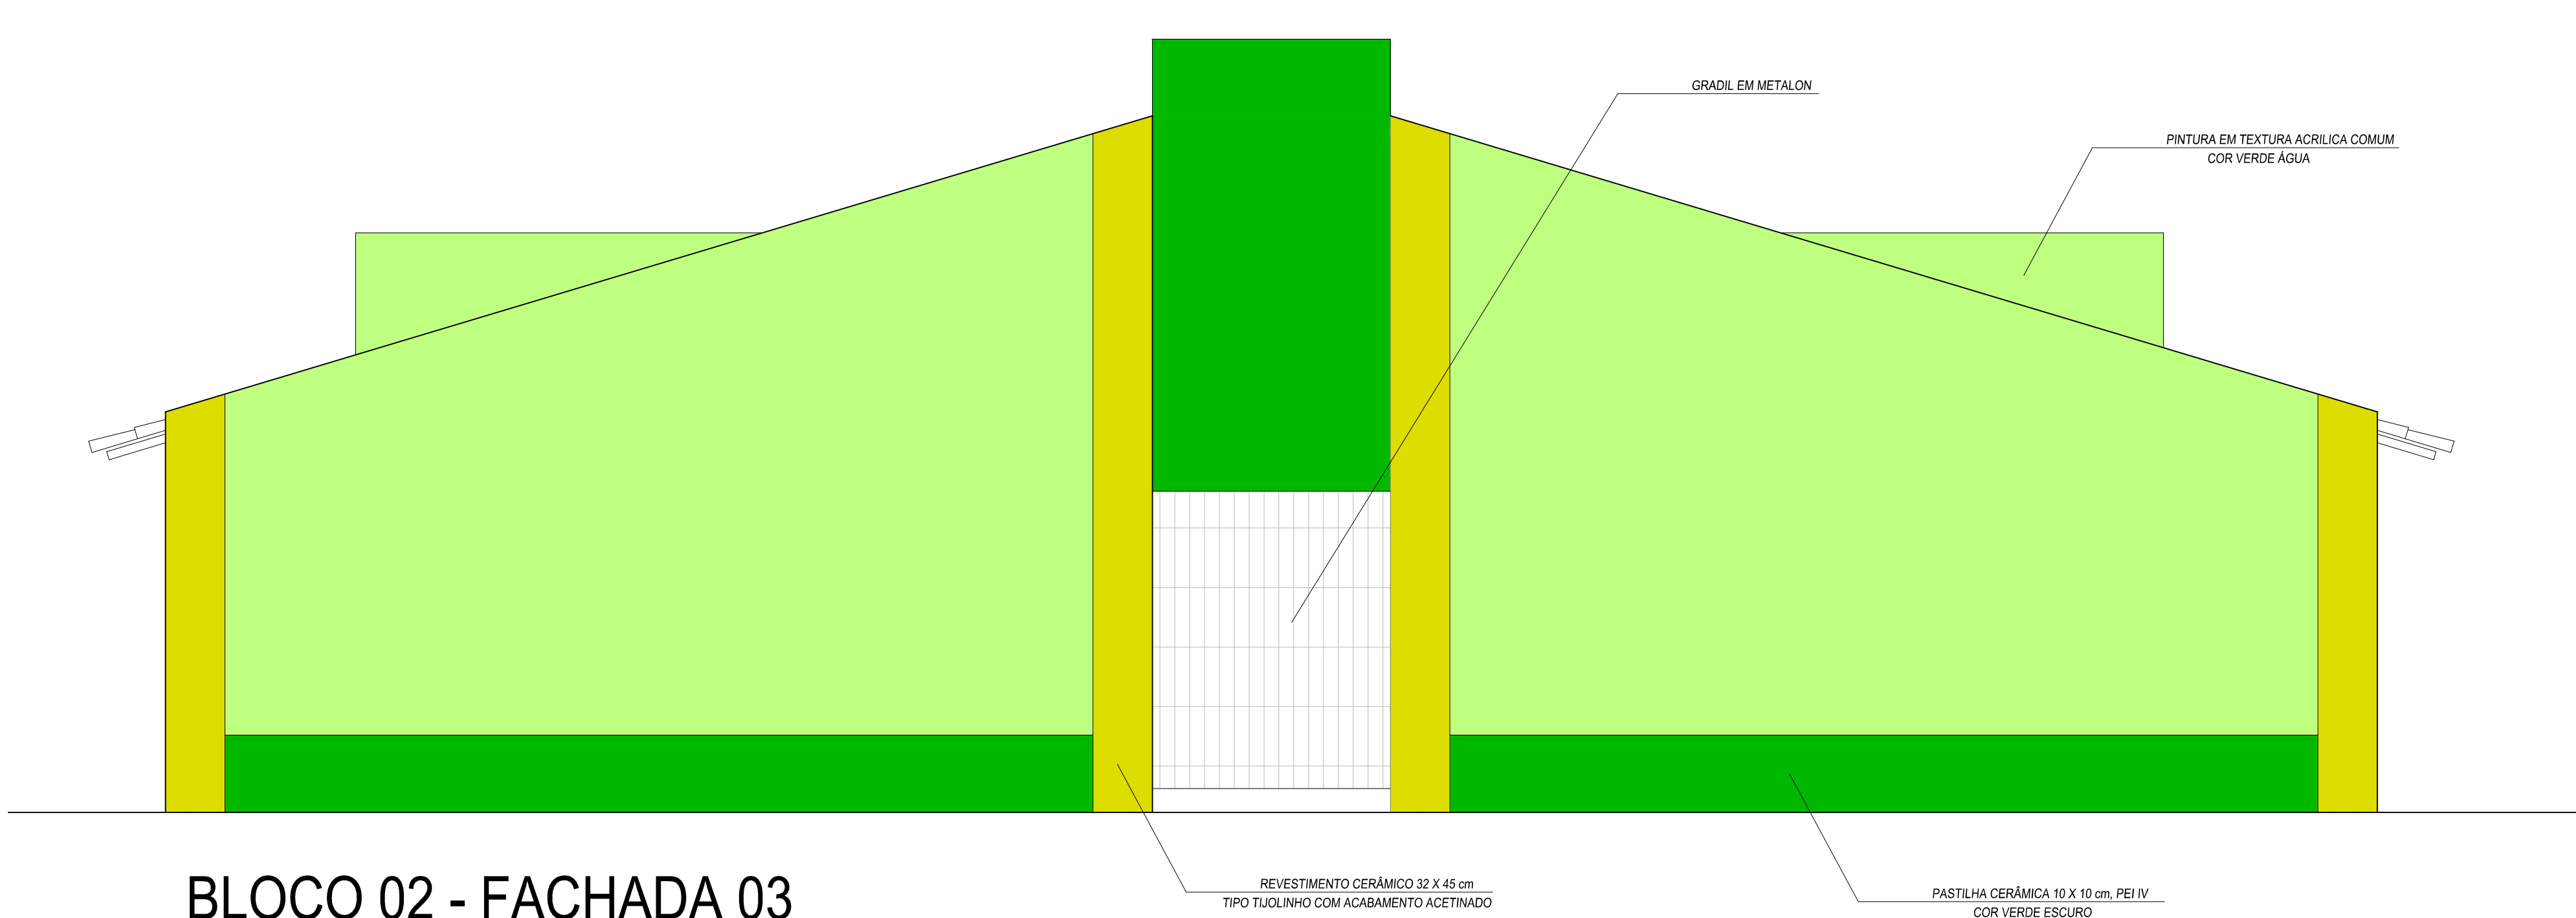 GRADIL EM METALON
PINTURA EM TEXTURA ACRILICA COMUM
COR VERDE ÁGUA
REVESTIMENTO CERÂMICO 32 X 45 cm
TIPO TIJOLINHO COM ACABAMENTO ACETINADO
PASTILHA CERÂMICA 10 X 10 cm, PEI IV
COR VERDE ESCURO
BLOCO 02 - FACHADA 03